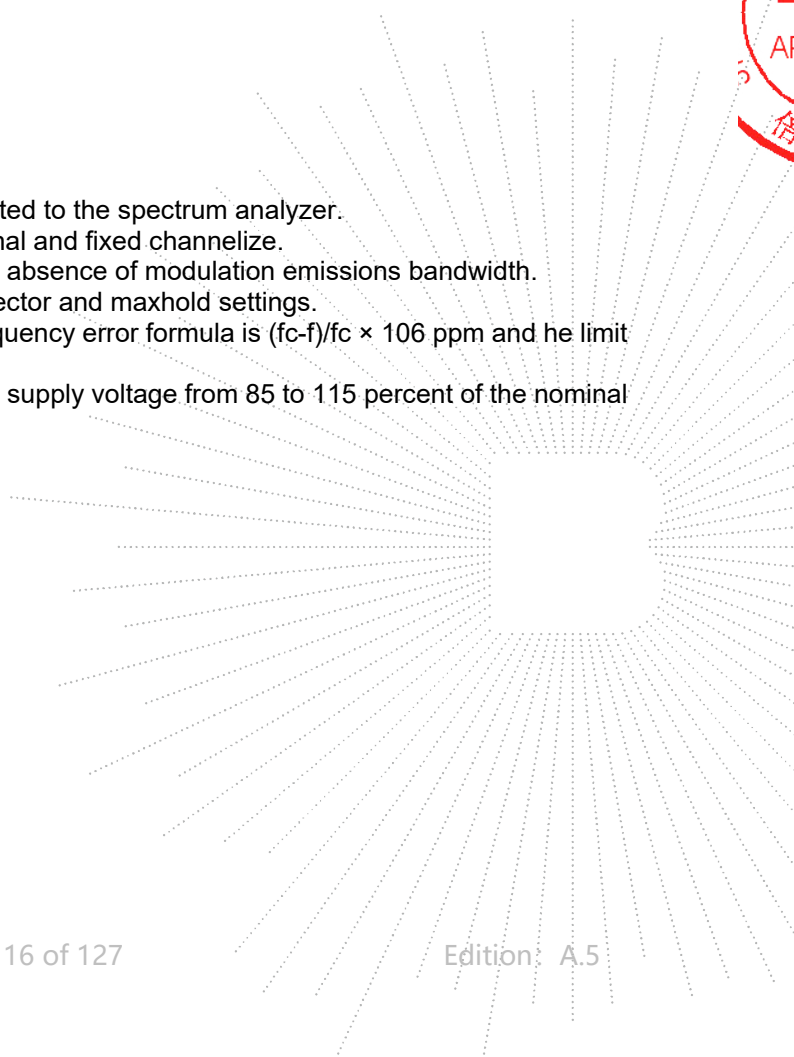 AP
倍
ted to the spectrum analyzer.
nal and fixed channelize.
absence of modulation emissions bandwidth.
ector and maxhold settings.
quency error formula is (fc-f)/fc × 106 ppm and he limit
supply voltage from 85 to 115 percent of the nominal
16 of 127 Edition： A.5